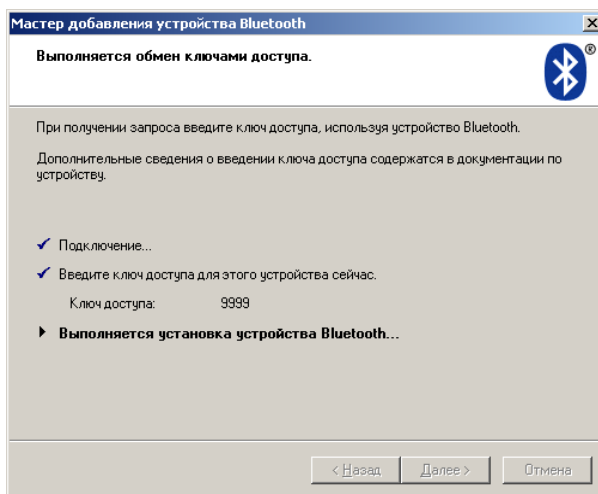 Мастер добавления устройства Bluetooth
Выполняется обмен ключами доступа.
®
При получении запроса введите ключ доступа, используя устройство Bluetooth.
Дополнительные сведения о введении ключа доступа содержатся в документации по
устройству.
Подключение...
Введите ключ доступа для этого устройства сейчас.
Ключ доступа: 9999
Выполняется установка устройства Bluetooth...
< Назад Далее > Отмена